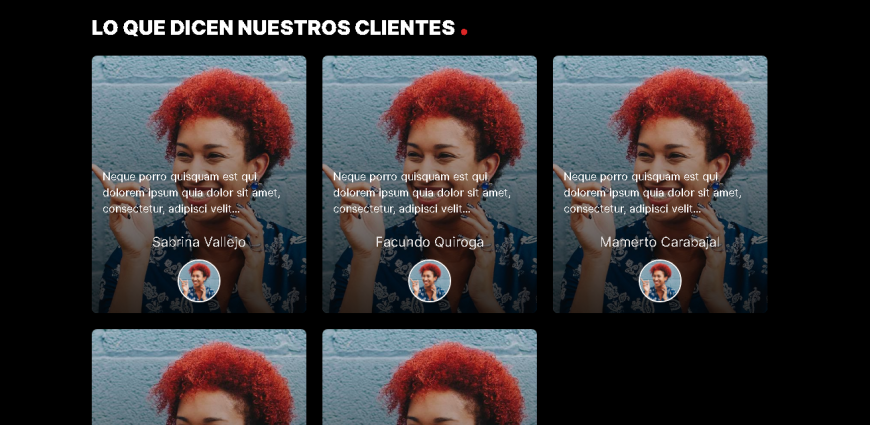 LO QUE DICEN NUESTROS CLIENTES .
Neque porro quisquam est qui
dolorem ipsum quia dolor sit amet,
consectetur, adipisci velit...
Sabrina Vallejo
Neque porro quisquam est qui
dolorem ipsum quia dolor sit amet,
consectetur, adipisci velit...
Facundo Quiroga
Neque porro quisquam est qui
dolorem ipsum quia dolor sit amet,
consectetur, adipisci velit...
Mamerto Carabajal